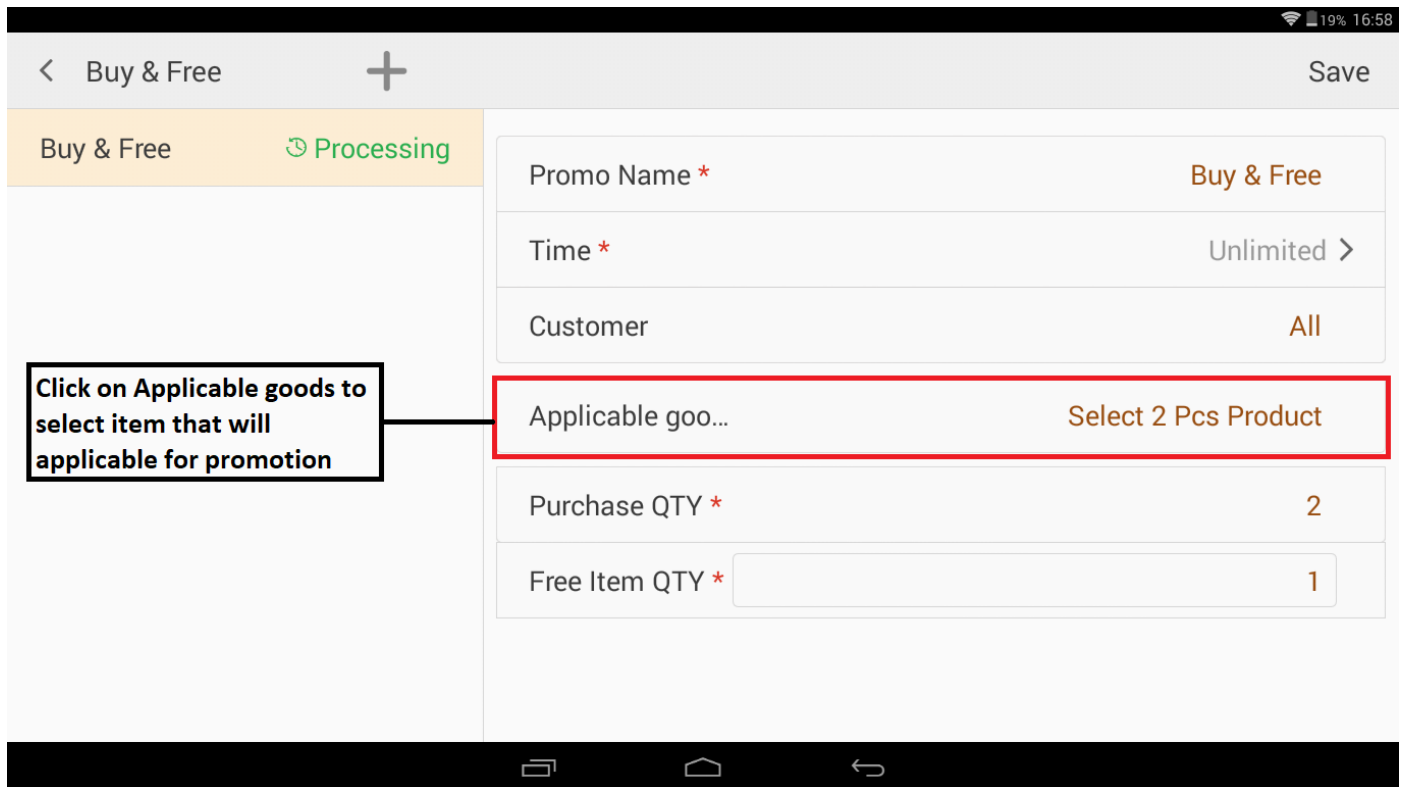 19% 16:58
Buy & Free
Save
Buy & Free Processing
Promo Name * Buy & Free
Time * Unlimited
Customer All
Click on Applicable goods to
select item that will
applicable for promotion
Applicable goo... Select 2 Pcs Product
Purchase QTY * 2
Free Item QTY * 1